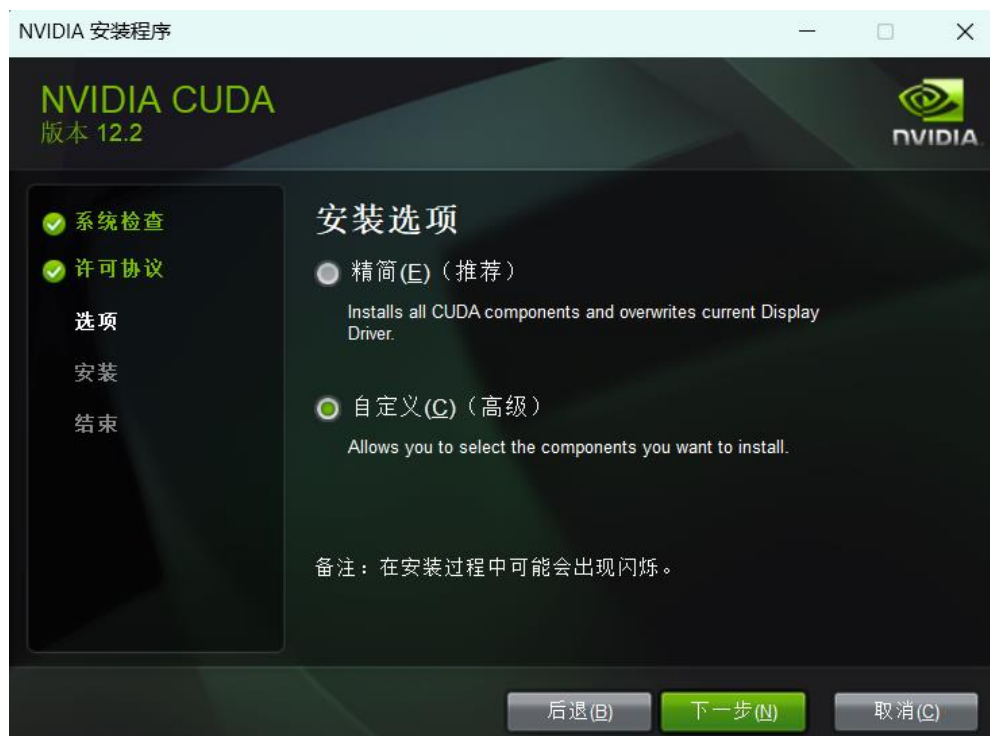 NVIDIA 安装程序
NVIDIA CUDA
版本 12.2
NVIDIA.
系统检查
许可协议
选项
安装
结束
安装选项
精简(E)（推荐）
Installs all CUDA components and overwrites current Display
Driver.
自定义(C)（高级）
Allows you to select the components you want to install.
备注：在安装过程中可能会出现闪烁。
后退(B)
下一步(N)
取消(C)